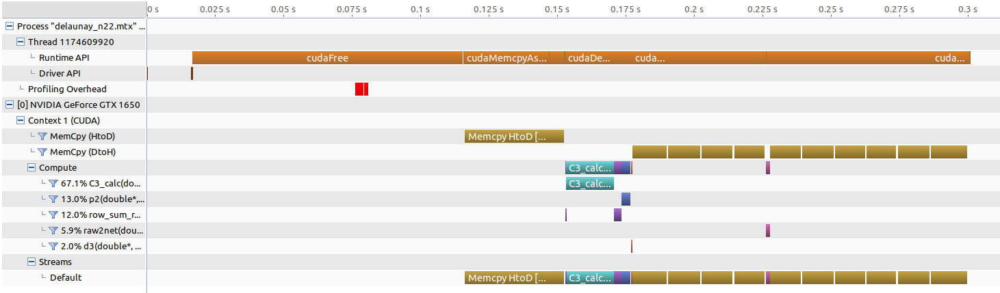 0 s 0.025 s 0.05 s 0.075 s 0.1 s 0.125 s 0.15 s 0.175 s 0.2 s 0.225 s 0.25 s 0.275 s 0.3 s
Process "delaunay_n22.mtx" ...
Thread 1174609920
Runtime API cudaFree cudaMemcpyAs... cudaDe... cuda... cuda...
Driver API
Profiling Overhead
[0] NVIDIA GeForce GTX 1650
Context 1 (CUDA)
MemCpy (HtoD) Memcpy HtoD [...
MemCpy (DtoH)
Compute C3_calc...
67.1% C3_calc(do... C3_calc...
13.0% p2(double*,...
12.0% row_sum_r...
5.9% raw2net(dou...
2.0% d3(double*, ...
Streams
Default Memcpy HtoD [... C3_calc...